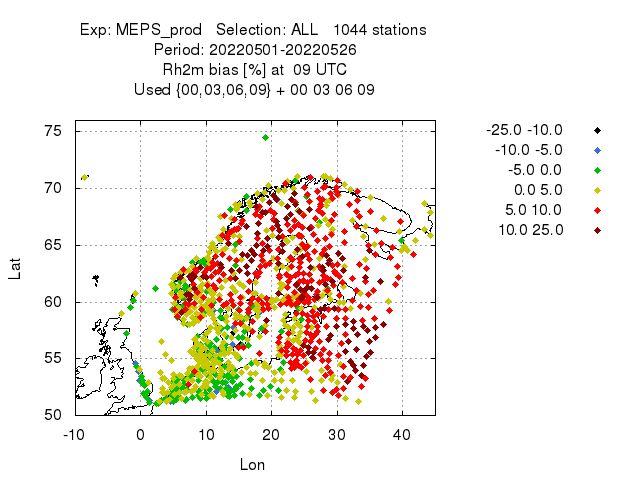 Exp: MEPS_prod   Selection: ALL   1044 stations
Period: 20220501-20220526
Rh2m bias [%] at  09 UTC
Used {00,03,06,09} + 00 03 06 09
-25.0 -10.0
-10.0 -5.0
-5.0 0.0
0.0 5.0
5.0 10.0
10.0 25.0
75
70
65
60
55
50
Lat
-10 0 10 20 30 40
Lon